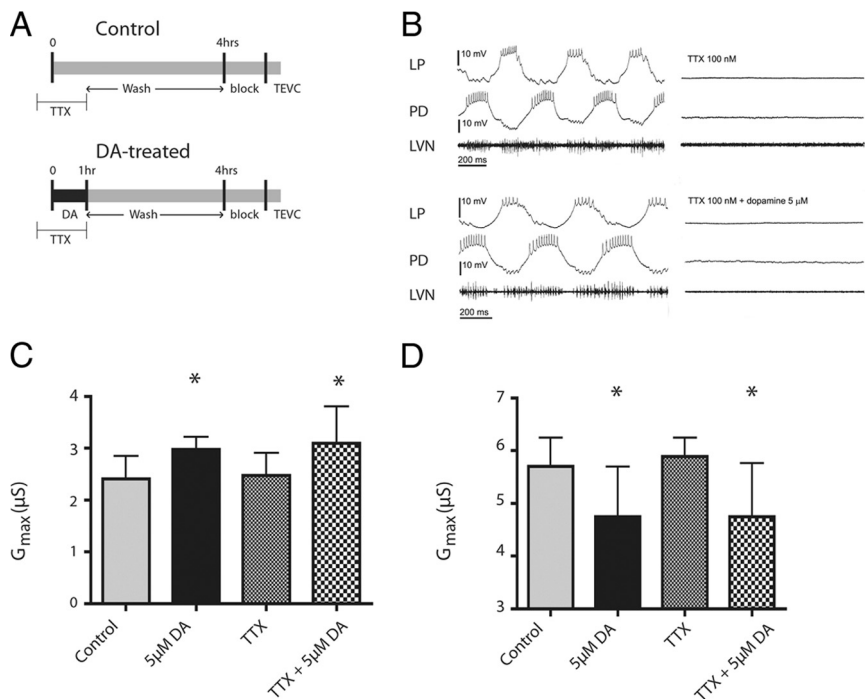 A
Control
0
4hrs
Wash
block
TEVC
TTX
DA-treated
0
1hr
4hrs
DA
Wash
block
TEVC
TTX
B
LP
10 mV
TTX 100 nM
PD
10 mV
LVN
200 ms
LP
10 mV
TTX 100 nM + dopamine 5 µM
PD
10 mV
LVN
200 ms
C
Gmax (µS)
4
3
2
1
0
*
*
Control
5µM DA
TTX
TTX + 5µM DA
D
Gmax (µS)
7
6
5
4
3
*
*
Control
5µM DA
TTX
TTX + 5µM DA